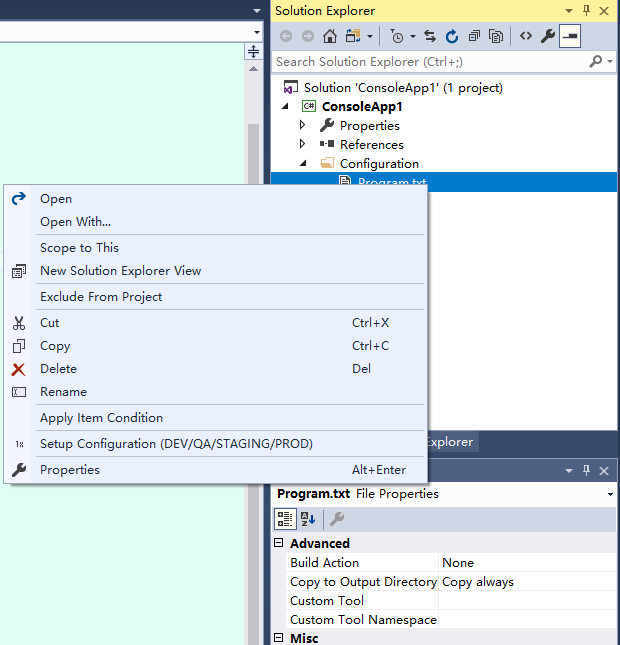 Solution Explorer
Search Solution Explorer (Ctrl+;)
Solution 'ConsoleApp1' (1 project)
C# ConsoleApp1
Properties
References
Configuration
Program.txt
Open
Open With...
Scope to This
New Solution Explorer View
Exclude From Project
Cut Ctrl+X
Copy Ctrl+C
Delete Del
Rename
Apply Item Condition
1x Setup Configuration (DEV/QA/STAGING/PROD)
Properties Alt+Enter
Explorer
Program.txt File Properties
Advanced
Build Action None
Copy to Output Directory Copy always
Custom Tool
Custom Tool Namespace
Misc